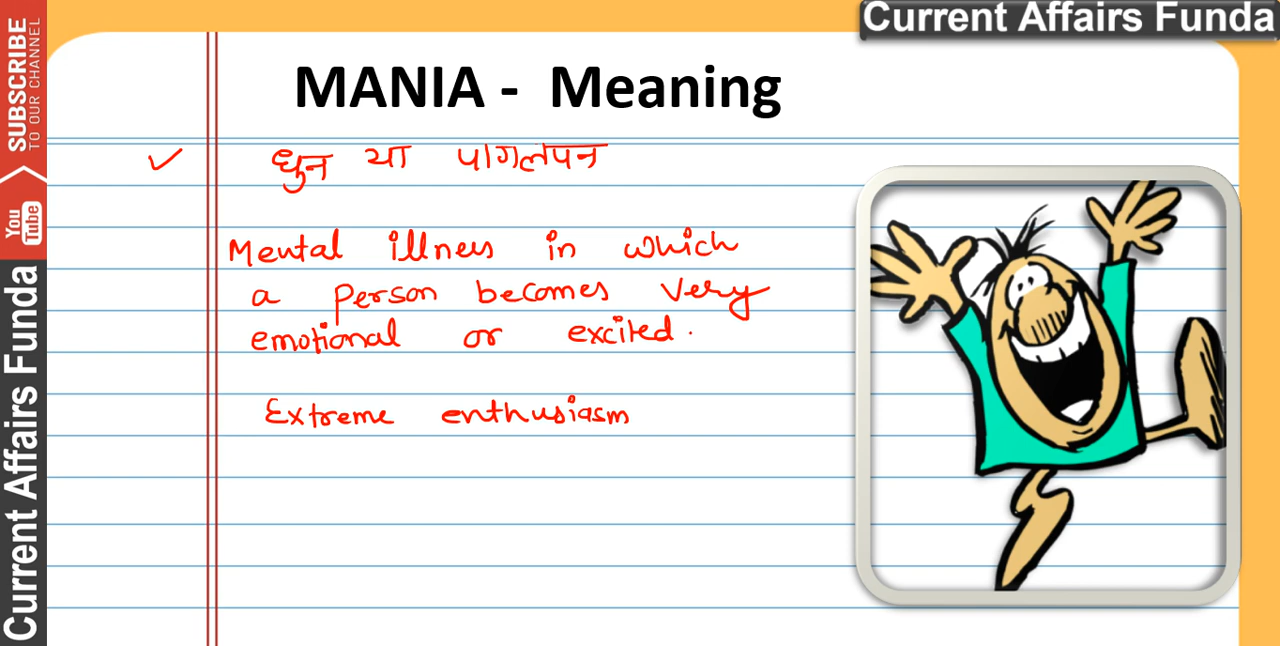 Current Affairs Funda
MANIA - Meaning
धुन या पागलपन
Mental illness in which
a person becomes very
emotional or excited.
Extreme enthusiasm
SUBSCRIBE
TO OUR CHANNEL
You
Tube
Current Affairs Funda